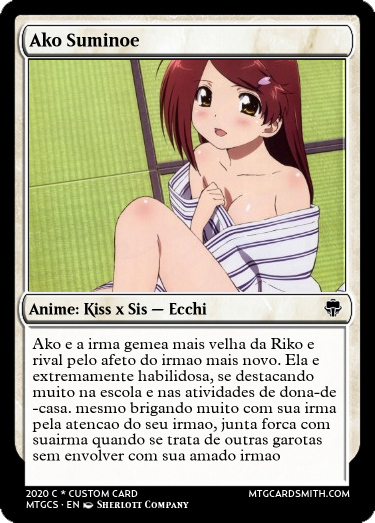 Ako Suminoe
Anime: Kiss x Sis — Ecchi
Ako e a irma gemea mais velha da Riko e
rival pelo afeto do irmao mais novo. Ela e
extremamente habilidosa, se destacando
muito na escola e nas atividades de dona-de
-casa. mesmo brigando muito com sua irma
pela atencao do seu irmao, junta forca com
suairma quando se trata de outras garotas
sem envolver com sua amado irmao
2020 C * CUSTOM CARD
MTGCS · EN SHERLOTT COMPANY
MTGCARDSMITH.COM